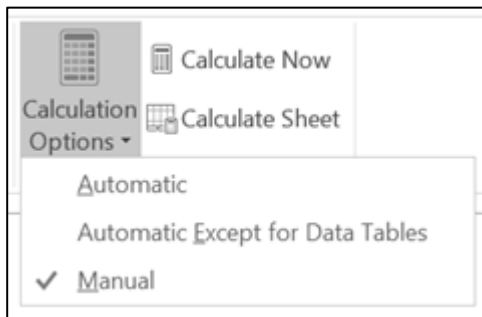 Calculation
Options
Calculate Now
Calculate Sheet
Automatic
Automatic Except for Data Tables
Manual